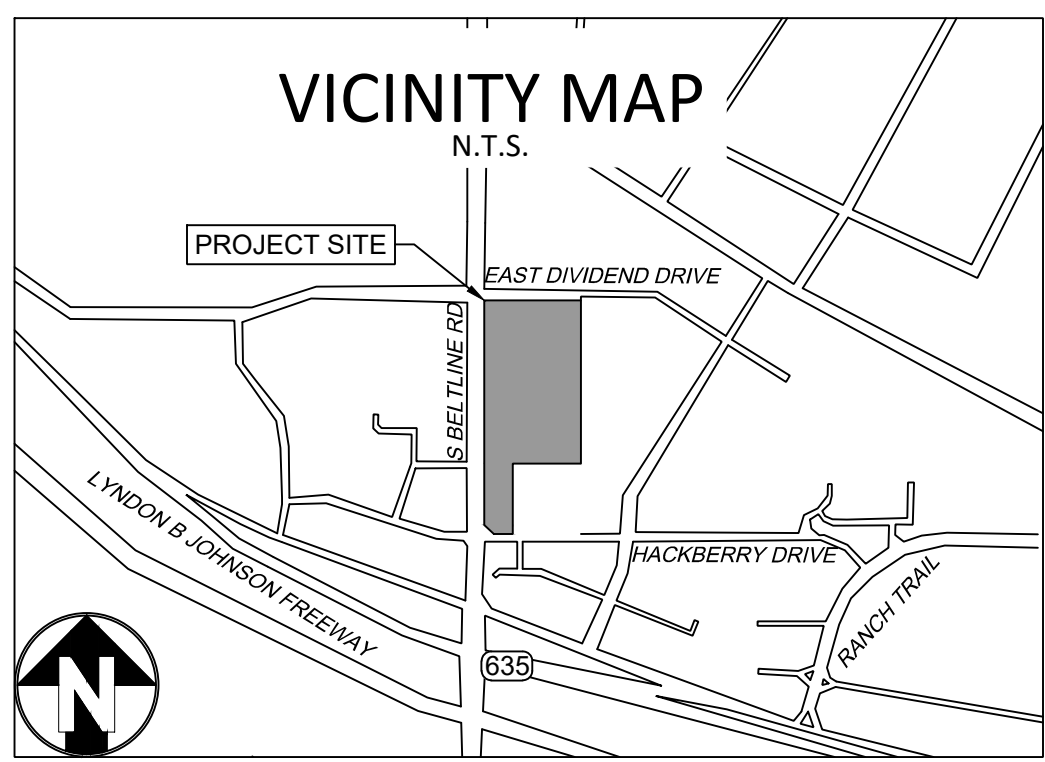 VICINITY MAP
N.T.S.
PROJECT SITE
EAST DIVIDEND DRIVE
S BELTLINE RD
LYNDON B JOHNSON FREEWAY
HACKBERRY DRIVE
RANCH TRAIL
635
N